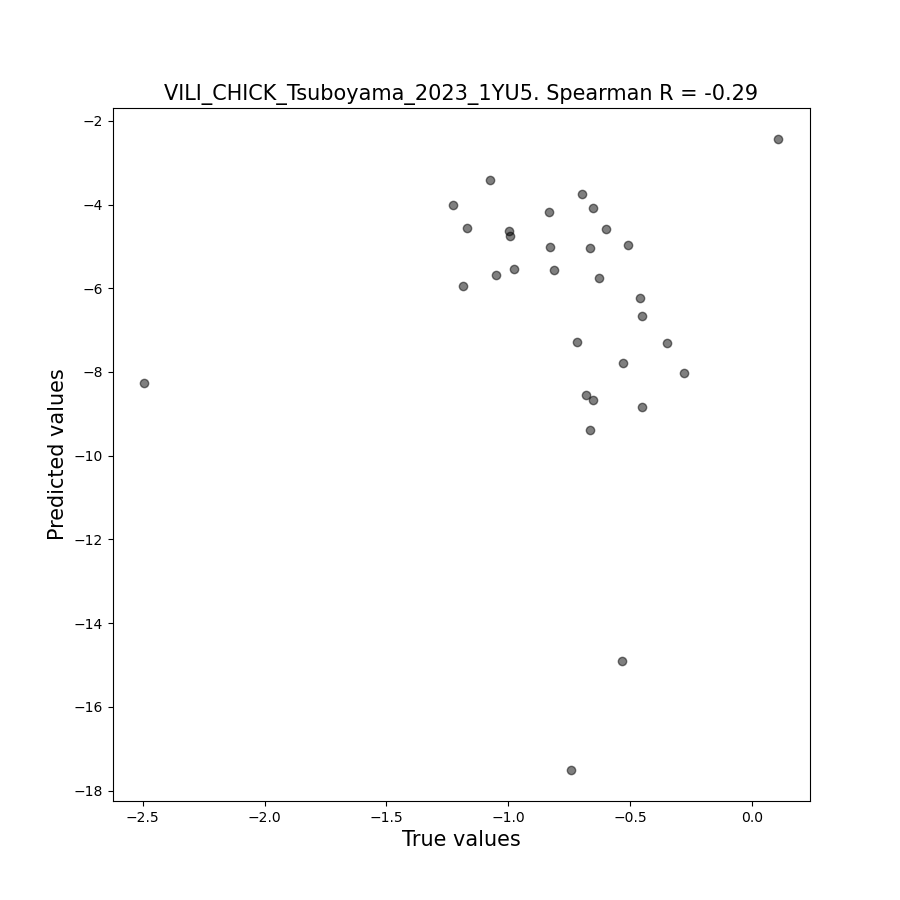 VILI_CHICK_Tsuboyama_2023_1YU5. Spearman R = -0.29
−2
−4
−6
−8
−10
−12
−14
−16
−18
Predicted values
−2.5 −2.0 −1.5 −1.0 −0.5 0.0
True values